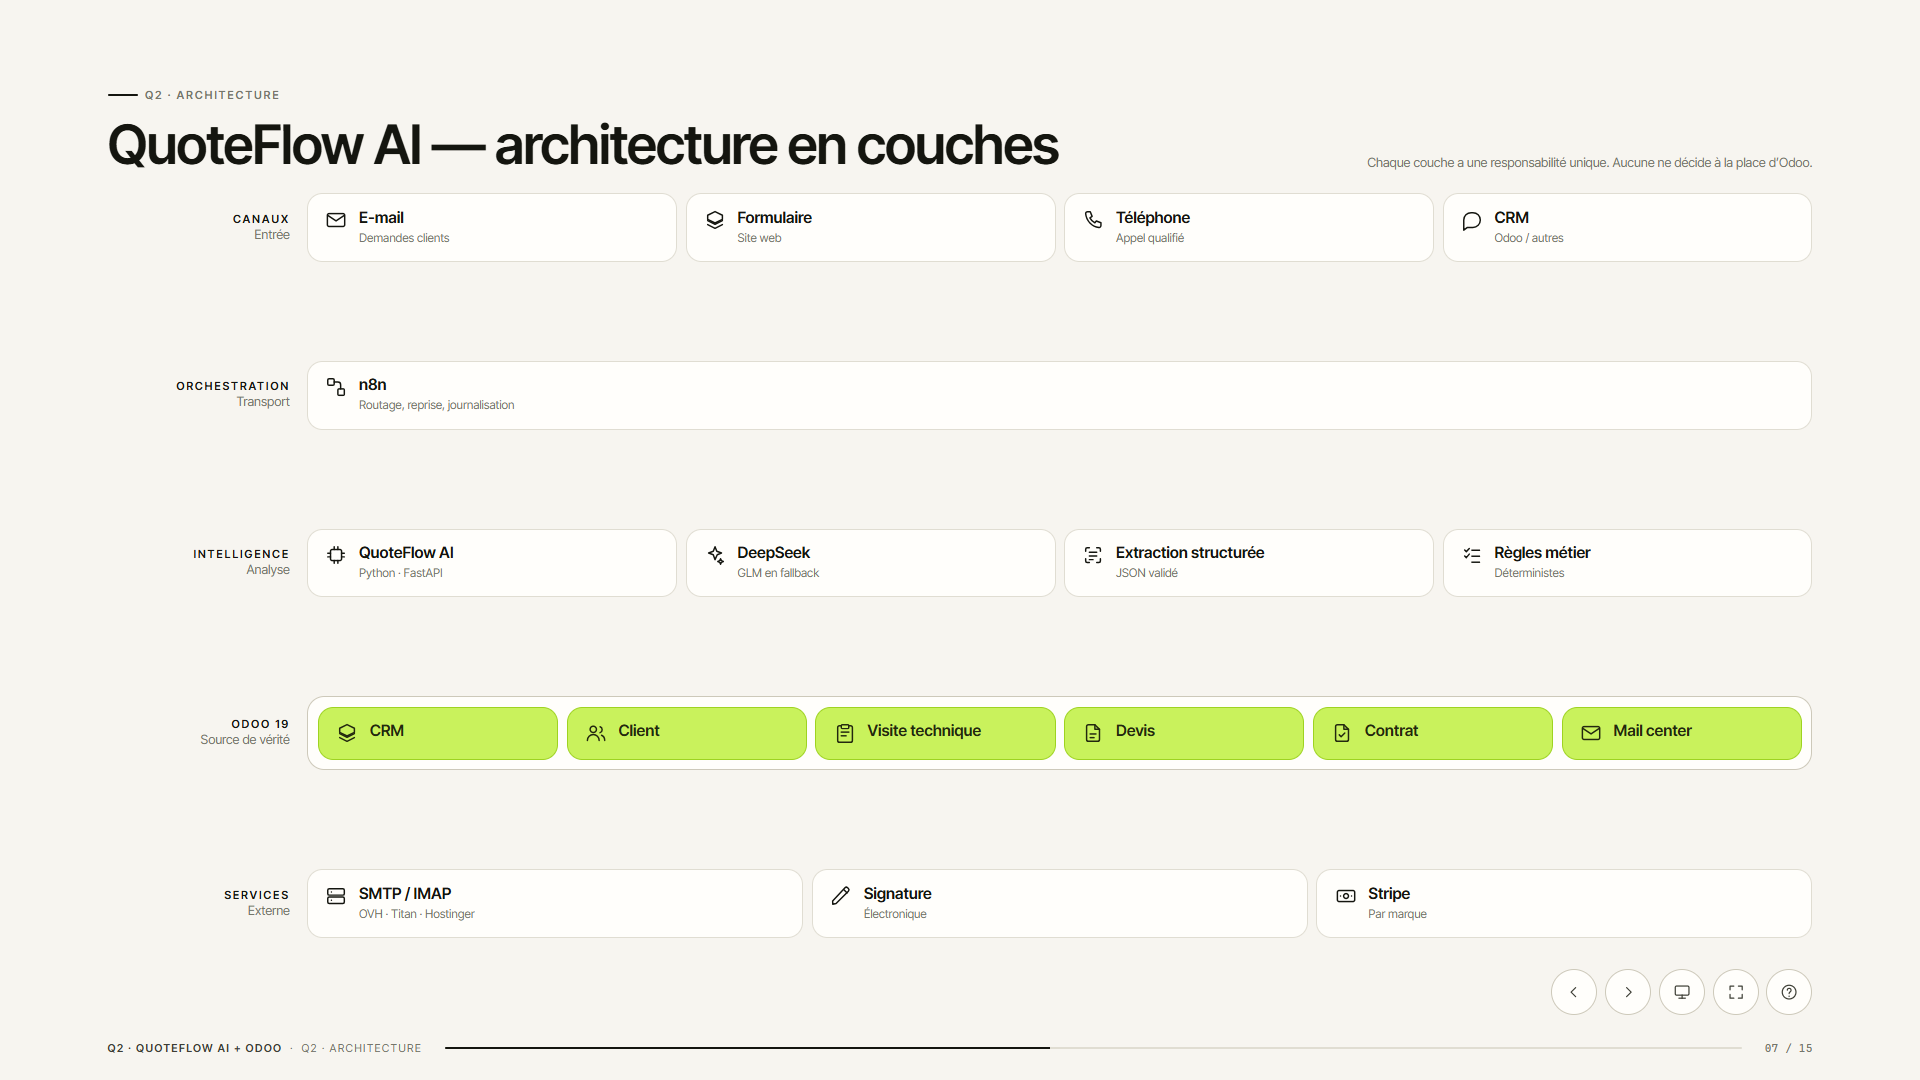 Q2 · ARCHITECTURE
QuoteFlow AI — architecture en couches
Chaque couche a une responsabilité unique. Aucune ne décide à la place d’Odoo.
CANAUX
Entrée
E-mail
Demandes clients
Formulaire
Site web
Téléphone
Appel qualifié
CRM
Odoo / autres
ORCHESTRATION
Transport
n8n
Routage, reprise, journalisation
INTELLIGENCE
Analyse
QuoteFlow AI
Python · FastAPI
DeepSeek
GLM en fallback
Extraction structurée
JSON validé
Règles métier
Déterministes
ODOO 19
Source de vérité
CRM
Client
Visite technique
Devis
Contrat
Mail center
SERVICES
Externe
SMTP / IMAP
OVH · Titan · Hostinger
Signature
Électronique
Stripe
Par marque
Q2 · QUOTEFLOW AI + ODOO · Q2 · ARCHITECTURE
07 / 15